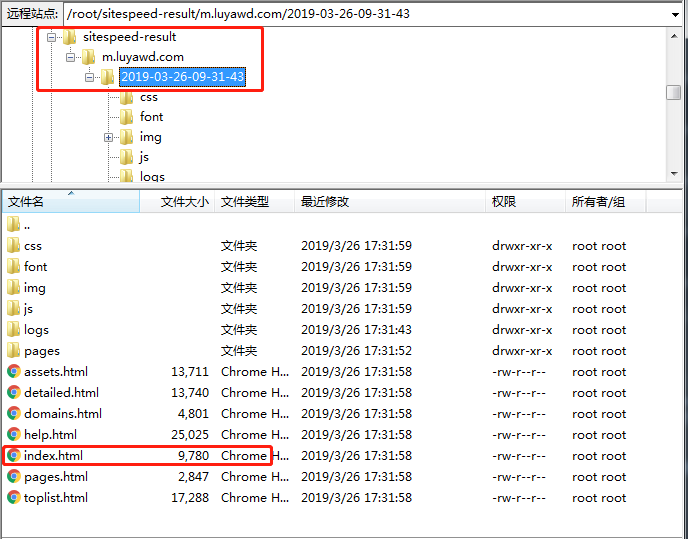 远程站点: /root/sitespeed-result/m.luyawd.com/2019-03-26-09-31-43
sitespeed-result
m.luyawd.com
2019-03-26-09-31-43
css
font
img
js
logs
文件名 文件大小 文件类型 最近修改 权限 所有者/组
..
css 文件夹 2019/3/26 17:31:59 drwxr-xr-x root root
font 文件夹 2019/3/26 17:31:59 drwxr-xr-x root root
img 文件夹 2019/3/26 17:31:59 drwxr-xr-x root root
js 文件夹 2019/3/26 17:31:59 drwxr-xr-x root root
logs 文件夹 2019/3/26 17:31:43 drwxr-xr-x root root
pages 文件夹 2019/3/26 17:31:52 drwxr-xr-x root root
assets.html 13,711 Chrome H... 2019/3/26 17:31:58 -rw-r--r-- root root
detailed.html 13,740 Chrome H... 2019/3/26 17:31:58 -rw-r--r-- root root
domains.html 4,801 Chrome H... 2019/3/26 17:31:58 -rw-r--r-- root root
help.html 25,025 Chrome H... 2019/3/26 17:31:58 -rw-r--r-- root root
index.html 9,780 Chrome H... 2019/3/26 17:31:58 -rw-r--r-- root root
pages.html 2,847 Chrome H... 2019/3/26 17:31:58 -rw-r--r-- root root
toplist.html 17,288 Chrome H... 2019/3/26 17:31:58 -rw-r--r-- root root